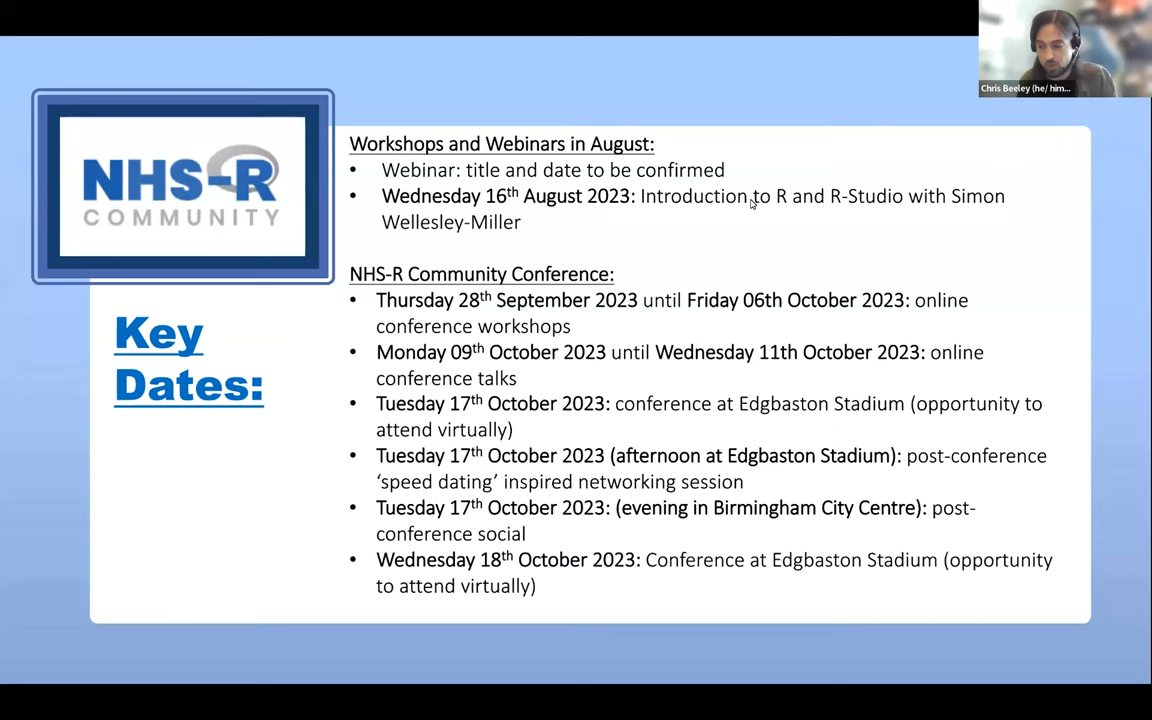 Chris Beeley (he/ him...
NHS-R
COMMUNITY
Key
Dates:
Workshops and Webinars in August:
• Webinar: title and date to be confirmed
• Wednesday 16th August 2023: Introduction to R and R-Studio with Simon
Wellesley-Miller
NHS-R Community Conference:
• Thursday 28th September 2023 until Friday 06th October 2023: online
conference workshops
• Monday 09th October 2023 until Wednesday 11th October 2023: online
conference talks
• Tuesday 17th October 2023: conference at Edgbaston Stadium (opportunity to
attend virtually)
• Tuesday 17th October 2023 (afternoon at Edgbaston Stadium): post-conference
‘speed dating’ inspired networking session
• Tuesday 17th October 2023: (evening in Birmingham City Centre): post-
conference social
• Wednesday 18th October 2023: Conference at Edgbaston Stadium (opportunity
to attend virtually)